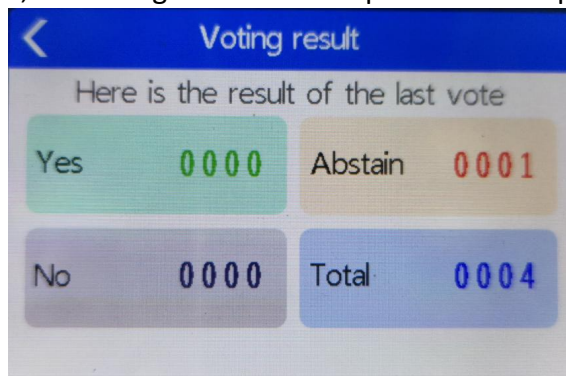 Voting result
Here is the result of the last vote
Yes 0000 Abstain 0001
No 0000 Total 0004